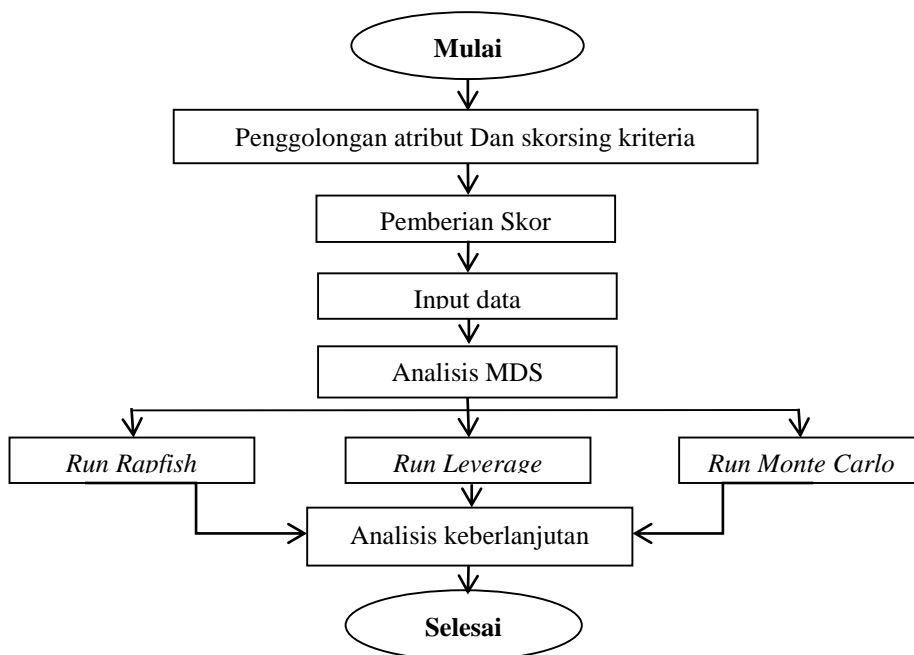 Mulai
Penggolongan atribut Dan skorsing kriteria
Pemberian Skor
Input data
Analisis MDS
Run Rapfish
Run Leverage
Run Monte Carlo
Analisis keberlanjutan
Selesai